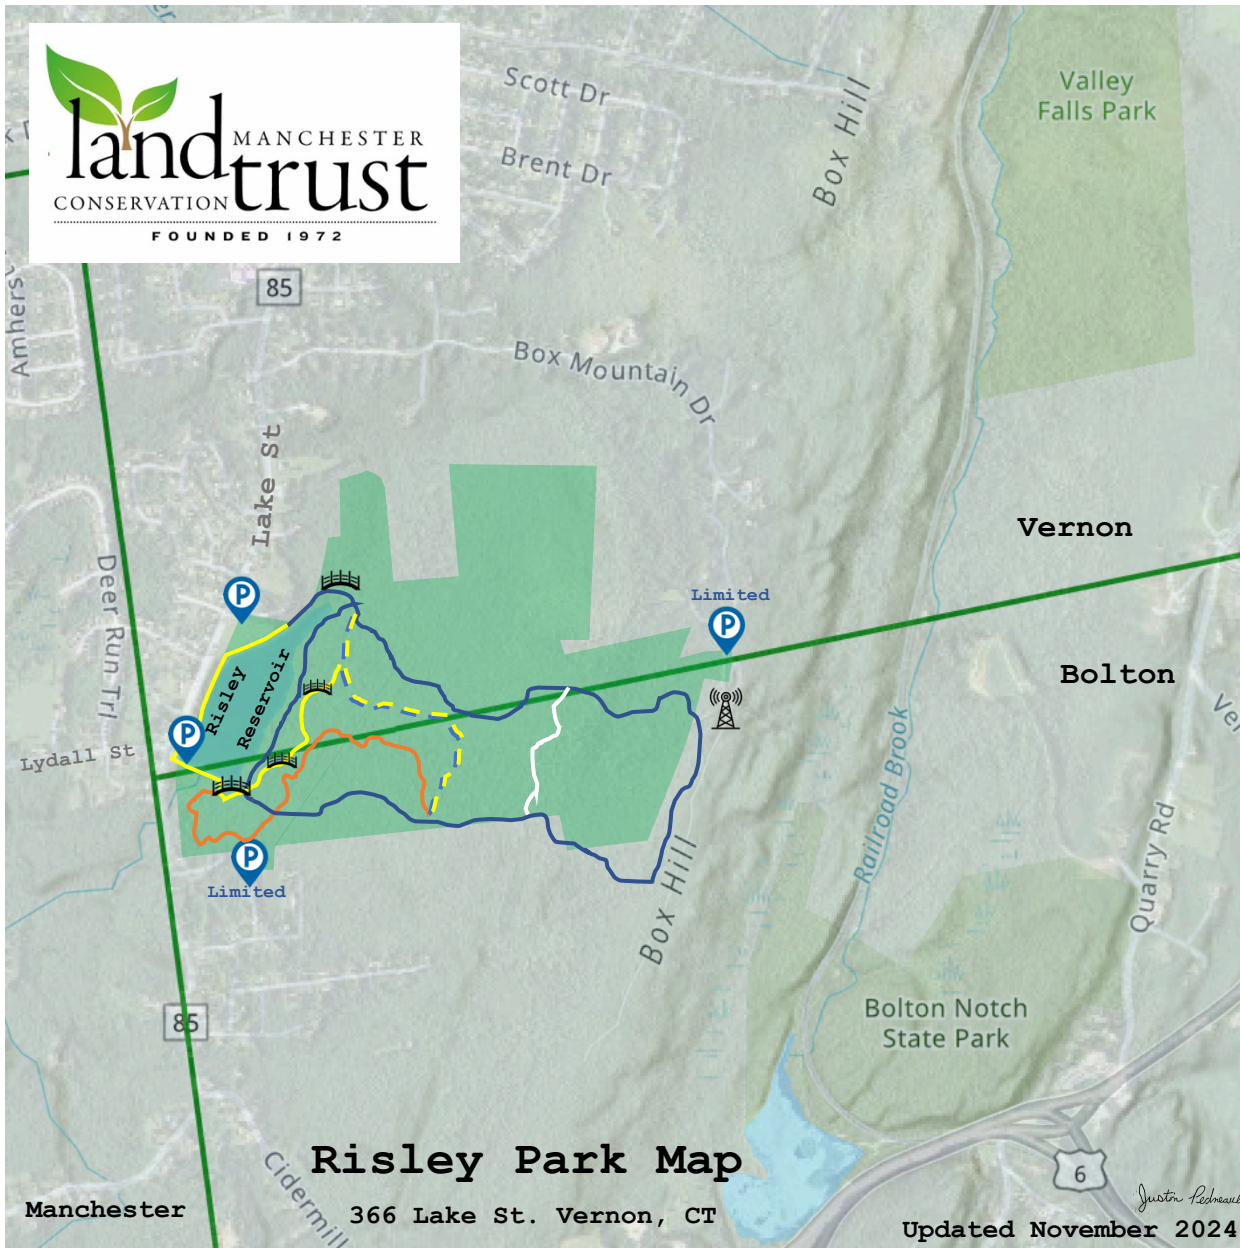 land
MANCHESTER
CONSERVATION trust
FOUNDED 1972
Scott Dr
Brent Dr
Box Hill
Valley
Falls Park
85
Amhers
Box Mountain Dr
Lake St
Vernon
Deer Run Trl
P
Limited
P
Risley
Reservoir
Bolton
P
Lydall St
Railroad Brook
Quarry Rd
P
Limited
Box Hill
85
Bolton Notch
State Park
Risley Park Map
6
Cidermill
Manchester
366 Lake St. Vernon, CT
Updated November 2024